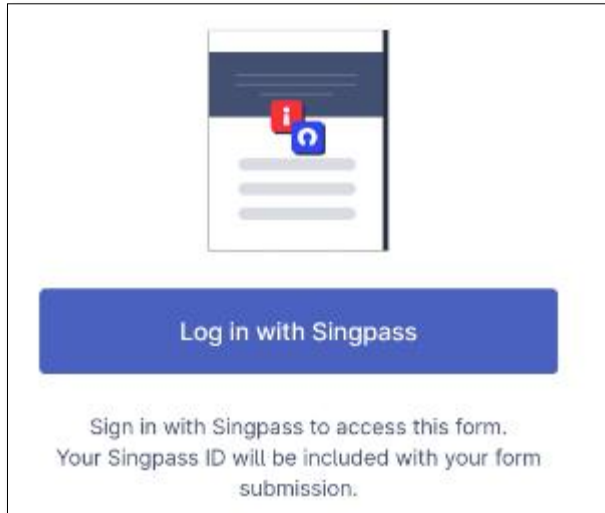 Log in with Singpass
Sign in with Singpass to access this form.
Your Singpass ID will be included with your form
submission.